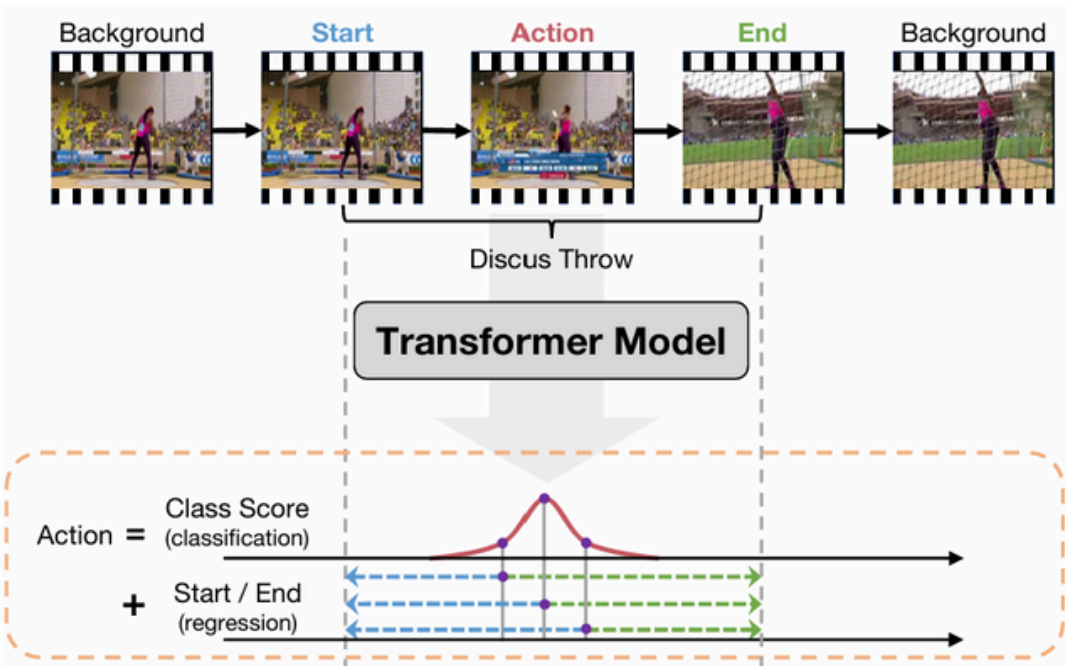 Background
Start
Action
End
Background
Discus Throw
Transformer Model
Action = Class Score
(classification)
+ Start / End
(regression)